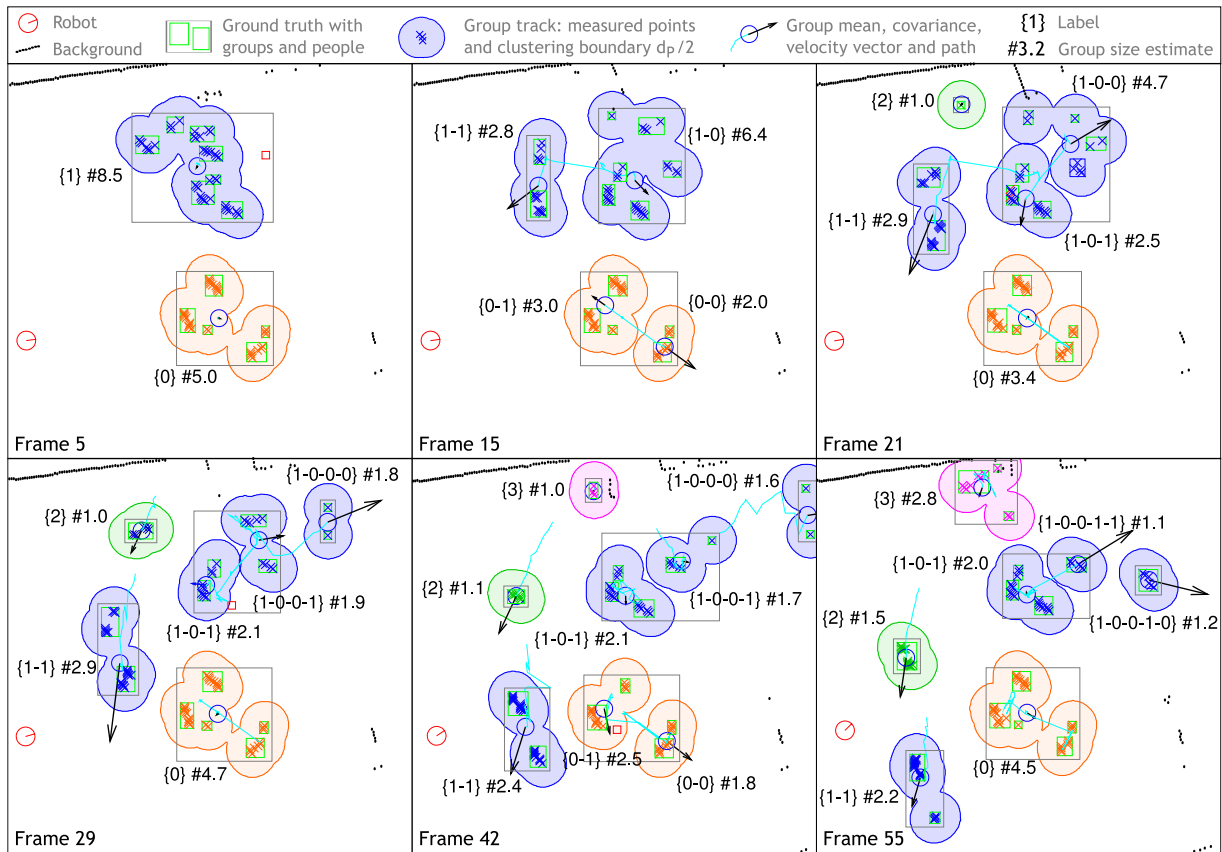 Robot
Background
Ground truth with
groups and people
Group track: measured points
and clustering boundary dP/2
Group mean, covariance,
velocity vector and path
{1} Label
#3.2 Group size estimate
{1} #8.5
{0} #5.0
Frame 5
{1-1} #2.8
{1-0} #6.4
{0-1} #3.0
{0-0} #2.0
Frame 15
{2} #1.0
{1-0-0} #4.7
{1-1} #2.9
{1-0-1} #2.5
{0} #3.4
Frame 21
{1-0-0-0} #1.8
{2} #1.0
{1-0-0-1} #1.9
{1-0-1} #2.1
{1-1} #2.9
{0} #4.7
Frame 29
{3} #1.0
{1-0-0-0} #1.6
{2} #1.1
{1-0-0-1} #1.7
{1-0-1} #2.1
{0-1} #2.5
{1-1} #2.4
{0-0} #1.8
Frame 42
{3} #2.8
{1-0-0-1-1} #1.1
{1-0-1} #2.0
{2} #1.5
{1-0-0-1-0} #1.2
{1-1} #2.2
{0} #4.5
Frame 55